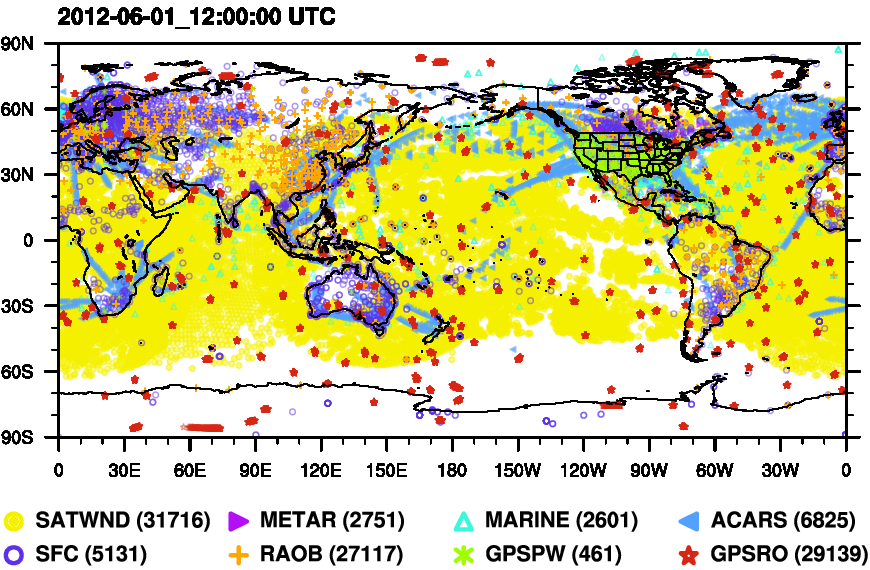 2012-06-01_12:00:00 UTC
90N
60N
30N
0
30S
60S
90S
0 30E 60E 90E 120E 150E 180 150W 120W 90W 60W 30W 0
SATWND (31716) METAR (2751) MARINE (2601) ACARS (6825)
SFC (5131) RAOB (27117) GPSPW (461) GPSRO (29139)